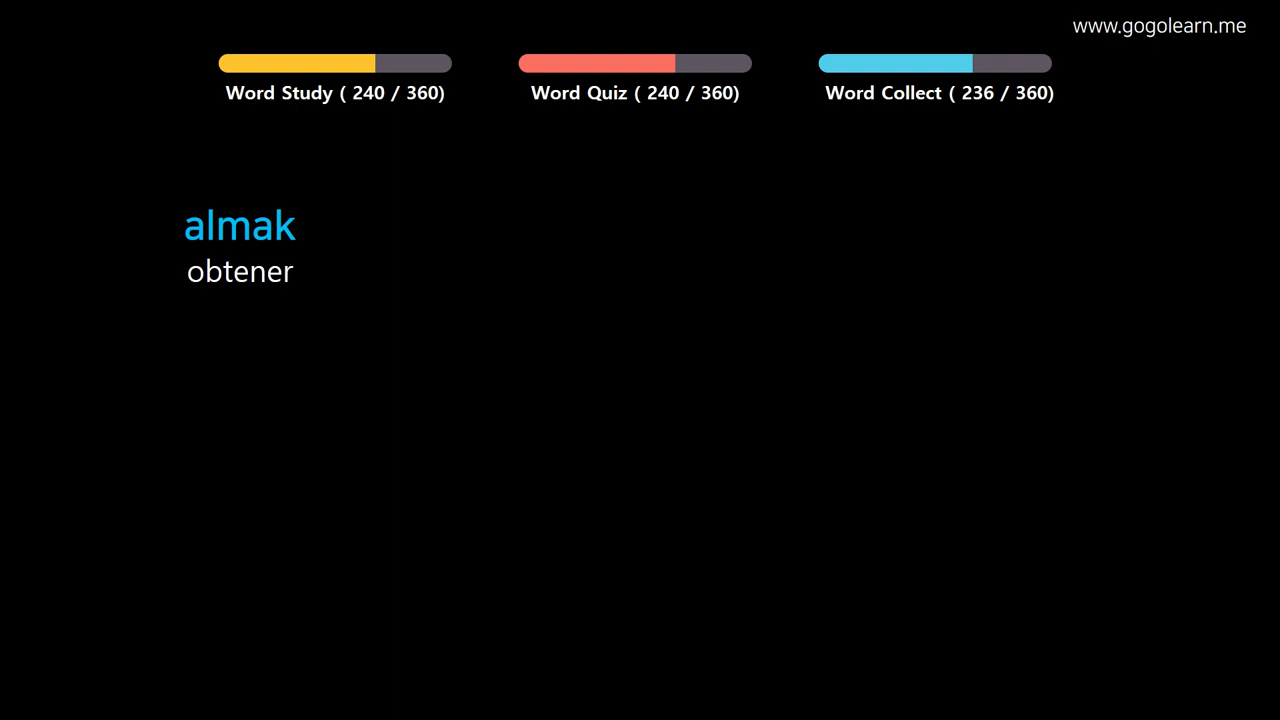 www.gogolearn.me
Word Study ( 240 / 360)
Word Quiz ( 240 / 360)
Word Collect ( 236 / 360)
almak
obtener